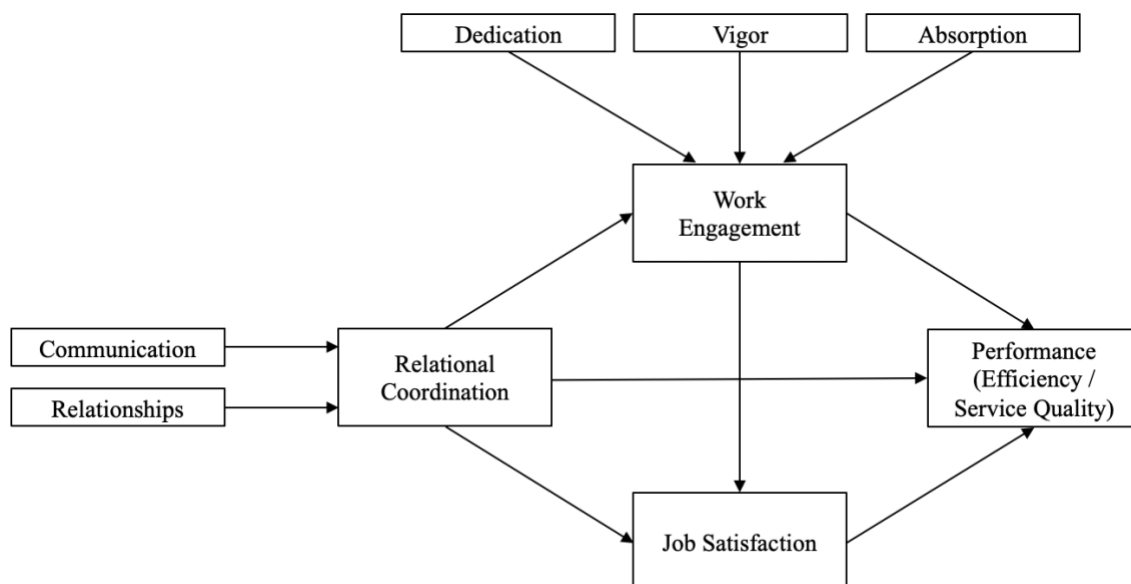 Dedication
Vigor
Absorption
Work
Engagement
Communication
Relationships
Relational
Coordination
Performance
(Efficiency /
Service Quality)
Job Satisfaction